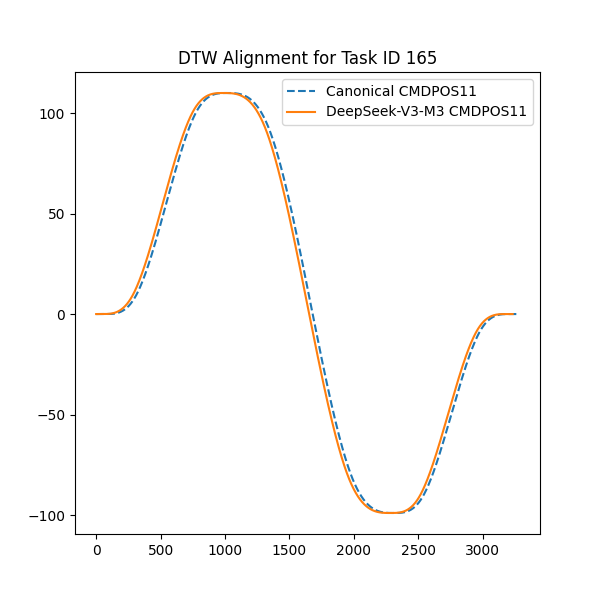 DTW Alignment for Task ID 165
Canonical CMDPOS11
DeepSeek-V3-M3 CMDPOS11
100
50
0
−50
−100
0 500 1000 1500 2000 2500 3000